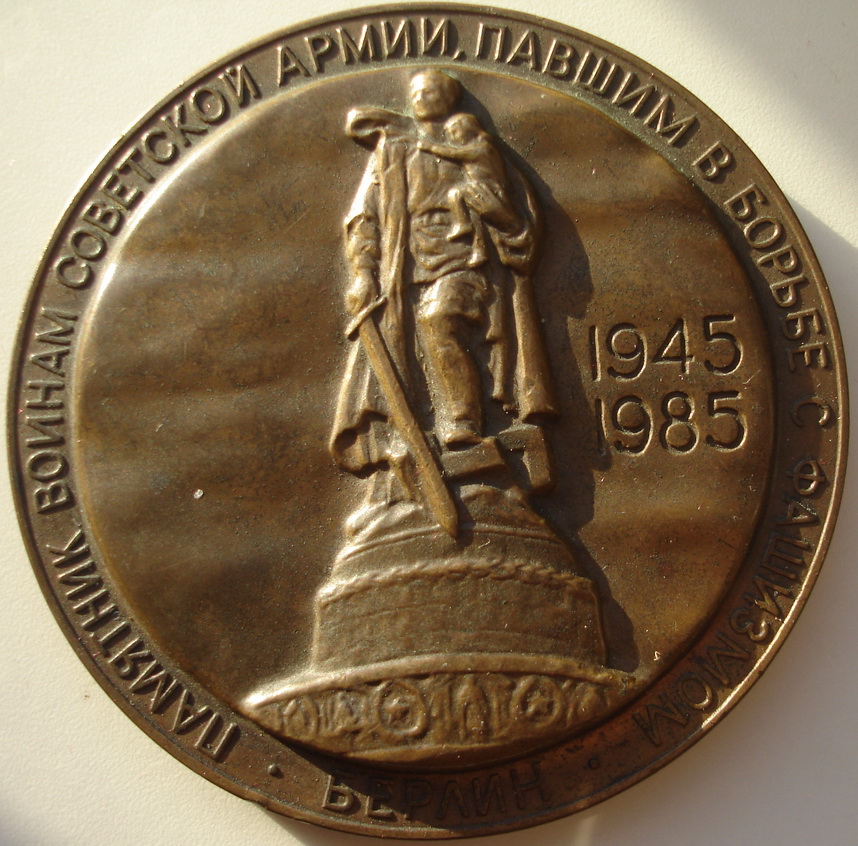 ПАМЯТНИК ВОИНАМ СОВЕТСКОЙ АРМИИ, ПАВШИМ В БОРЬБЕ С ФАШИЗМОМ
1945
1985
· БЕРЛИН ·